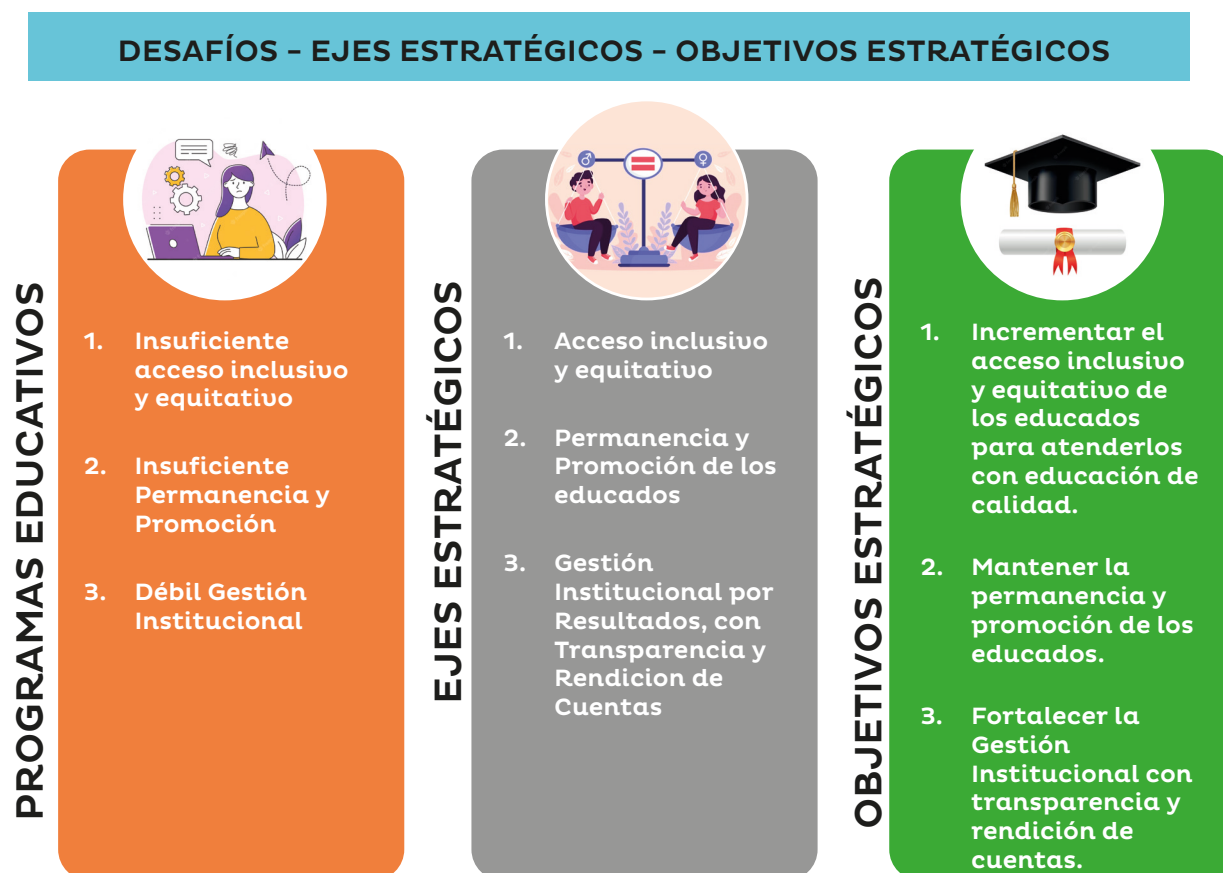 DESAFÍOS – EJES ESTRATÉGICOS – OBJETIVOS ESTRATÉGICOS
PROGRAMAS EDUCATIVOS
1. Insuficiente
acceso inclusivo
y equitativo
2. Insuficiente
Permanencia y
Promoción
3. Débil Gestión
Institucional
EJES ESTRATÉGICOS
1. Acceso inclusivo
y equitativo
2. Permanencia y
Promoción de los
educados
3. Gestión
Institucional por
Resultados, con
Transparencia y
Rendicion de
Cuentas
OBJETIVOS ESTRATÉGICOS
1. Incrementar el
acceso inclusivo
y equitativo de
los educados
para atenderlos
con educación de
calidad.
2. Mantener la
permanencia y
promoción de los
educados.
3. Fortalecer la
Gestión
Institucional con
transparencia y
rendición de
cuentas.